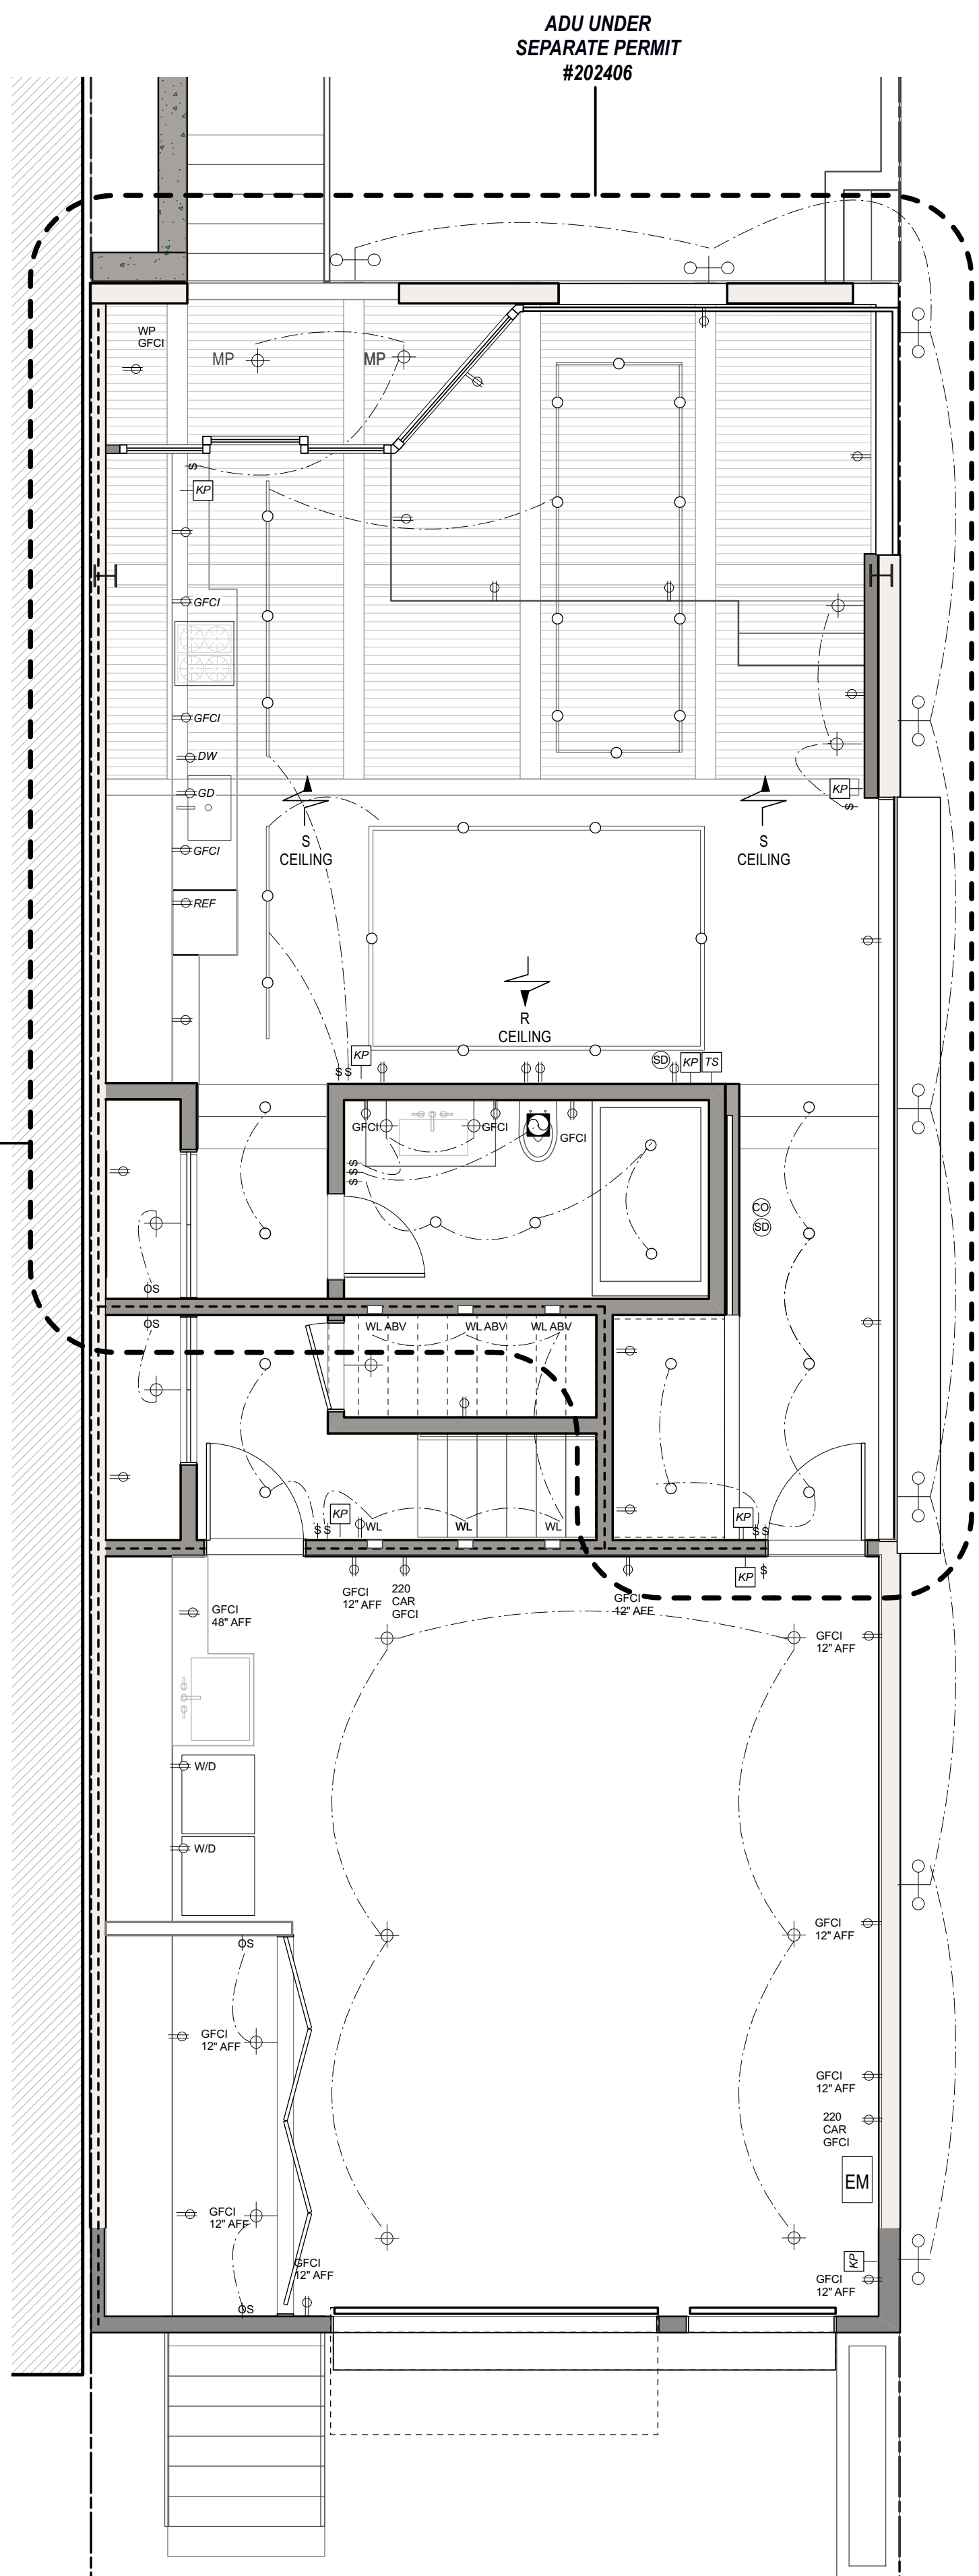 ADU UNDER
SEPARATE PERMIT
#202406
WP
GFCI
MP
MP
S
KP
GFCI
GFCI
DW
GD
KP
S
S
CEILING
S
CEILING
GFCI
REF
R
CEILING
S S
KP
SD
KP
TS
GFCI
GFCI
GFCI
S
S
S
CO
SD
OS
OS
WL ABV
WL ABV
WL ABV
KP
S S
WL
WL
WL
KP
S S
GFCI
12" AFF
220
CAR
GFCI
GFCI
12" AFF
KP
S
GFCI
48" AFF
GFCI
12" AFF
W/D
W/D
GFCI
12" AFF
OS
GFCI
12" AFF
GFCI
12" AFF
220
CAR
GFCI
EM
GFCI
12" AFF
GFCI
12" AFF
KP
GFCI
12" AFF
OS